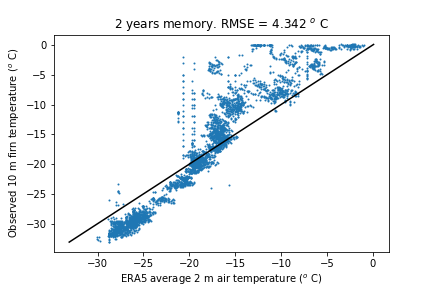 2 years memory. RMSE = 4.342 ° C
Observed 10 m firn temperature (° C)
0
−5
−10
−15
−20
−25
−30
−30 −25 −20 −15 −10 −5 0
ERA5 average 2 m air temperature (° C)